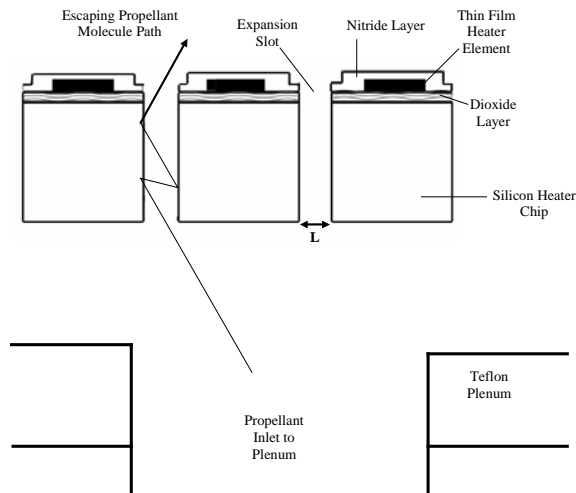 Escaping Propellant
Molecule Path
Expansion
Slot
Nitride Layer
Thin Film
Heater
Element
Dioxide
Layer
Silicon Heater
Chip
L
Teflon
Plenum
Propellant
Inlet to
Plenum